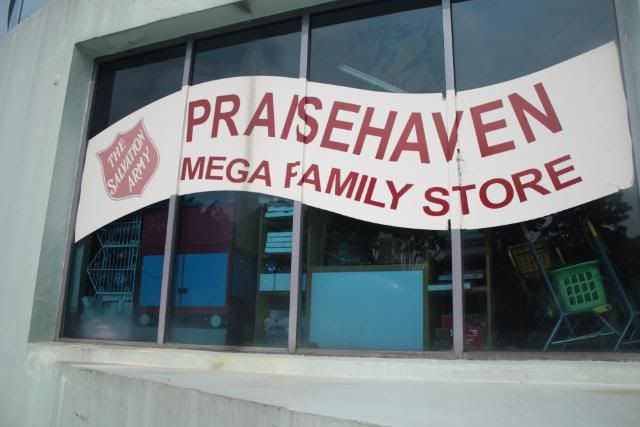 THE
SALVATION
ARMY
PRAISEHAVEN
MEGA FAMILY STORE